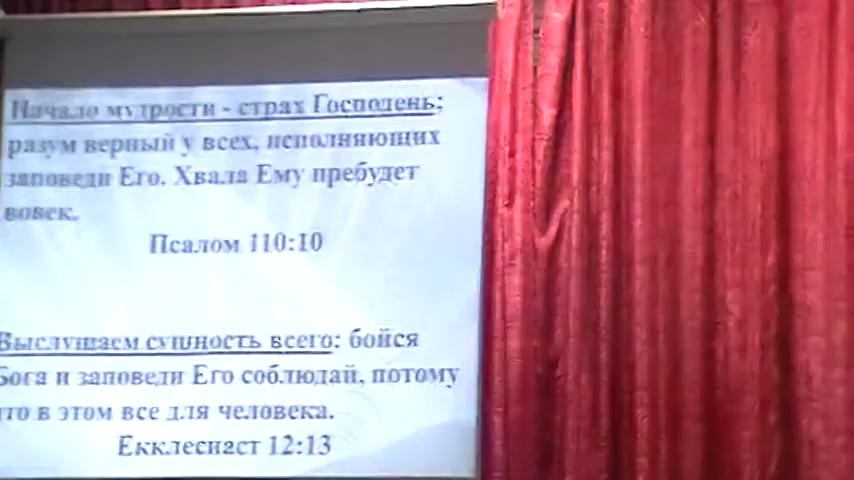 Начало мудрости - страх Господень;
разум верный у всех, исполняющих
заповеди Его. Хвала Ему пребудет
вовек.
Псалом 110:10
Выслушаем сущность всего: бойся
Бога и заповеди Его соблюдай, потому
что в этом все для человека.
Екклесиаст 12:13